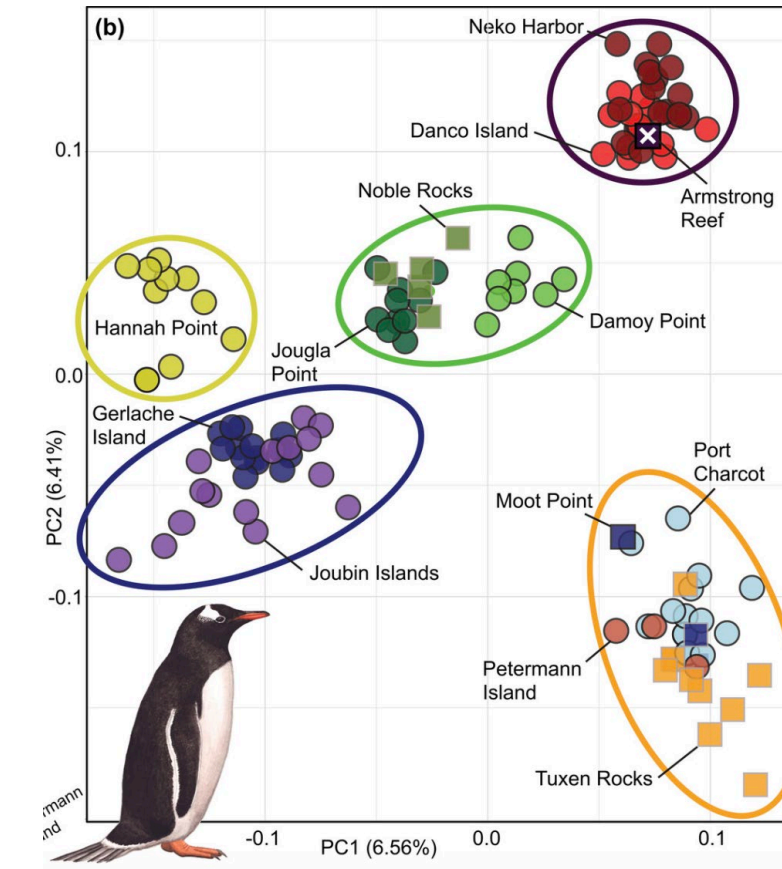 (b)
Neko Harbor
Danco Island
Armstrong
Reef
Noble Rocks
Hannah Point
Damoy Point
Jougla
Point
Gerlache
Island
Joubin Islands
Port
Charcot
Moot Point
Petermann
Island
Tuxen Rocks
0.1
0.0
-0.1
PC2 (6.41%)
-0.1
0.0
0.1
PC1 (6.56%)
rmann
nd